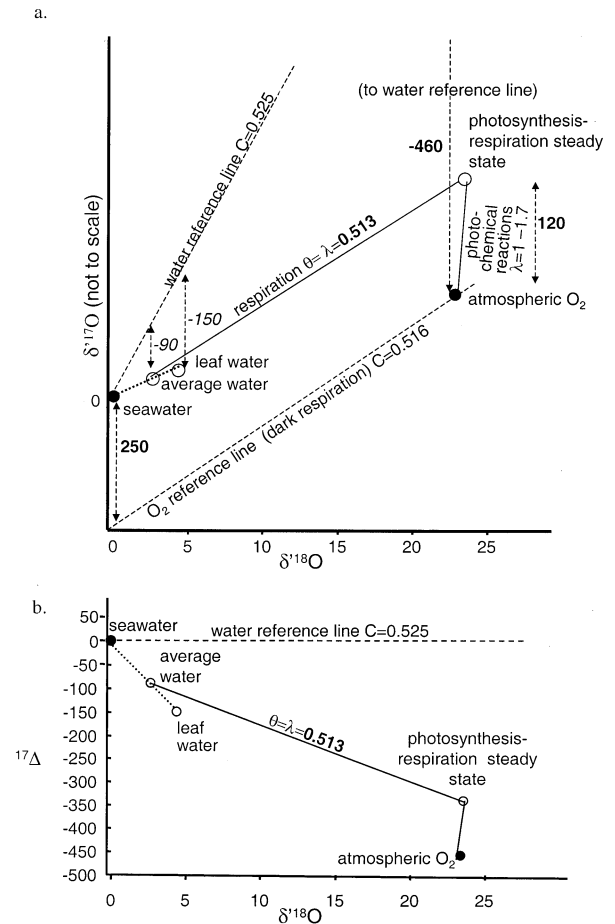 a.
(to water reference line)
photosynthesis-
respiration steady
state
-460
water reference line C=0.525
δ'17O (not to scale)
respiration θ= λ=0.513
photo-
chemical
reactions
λ=1 –1.7
120
atmospheric O2
-150
-90
leaf water
average water
0
seawater
250
O2 reference line (dark respiration) C=0.516
0 5 10 15 20 25
δ'18O
b.
50
0
-50
-100
-150
-200
-250
-300
-350
-400
-450
-500
17Δ
seawater
water reference line C=0.525
average
water
leaf
water
θ=λ=0.513
photosynthesis-
respiration steady
state
atmospheric O2
0 5 10 15 20 25
δ'18O